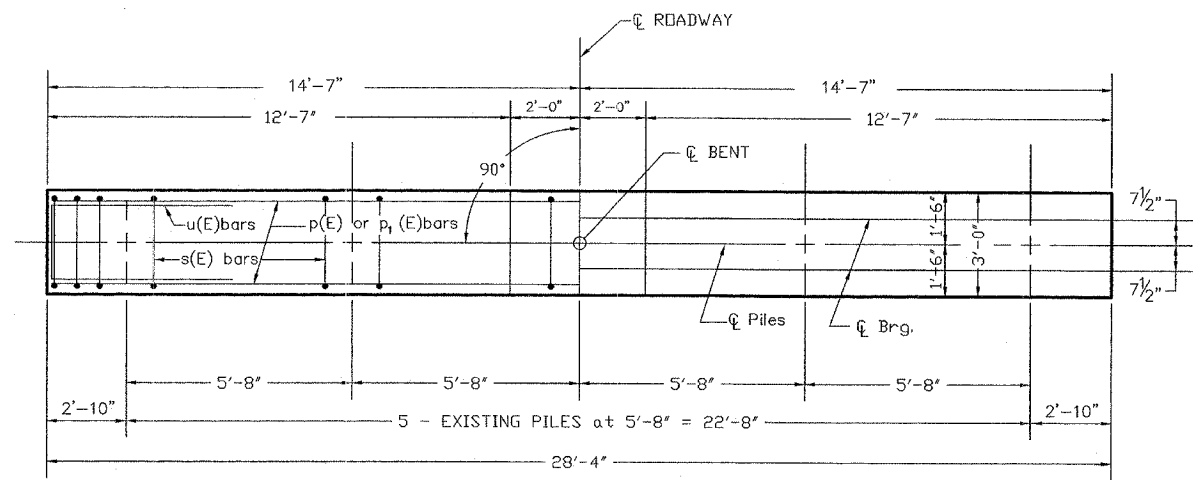 ℄ ROADWAY
14'-7" 14'-7"
12'-7" 2'-0" 2'-0" 12'-7"
90°
℄ BENT
7½"
u(E)bars p(E) or p₁(E)bars
s(E) bars
1'-6" 1'-6"
3'-0"
7½"
℄ Piles ℄ Brg.
5'-8" 5'-8" 5'-8" 5'-8"
2'-10" 5 - EXISTING PILES at 5'-8" = 22'-8" 2'-10"
28'-4"